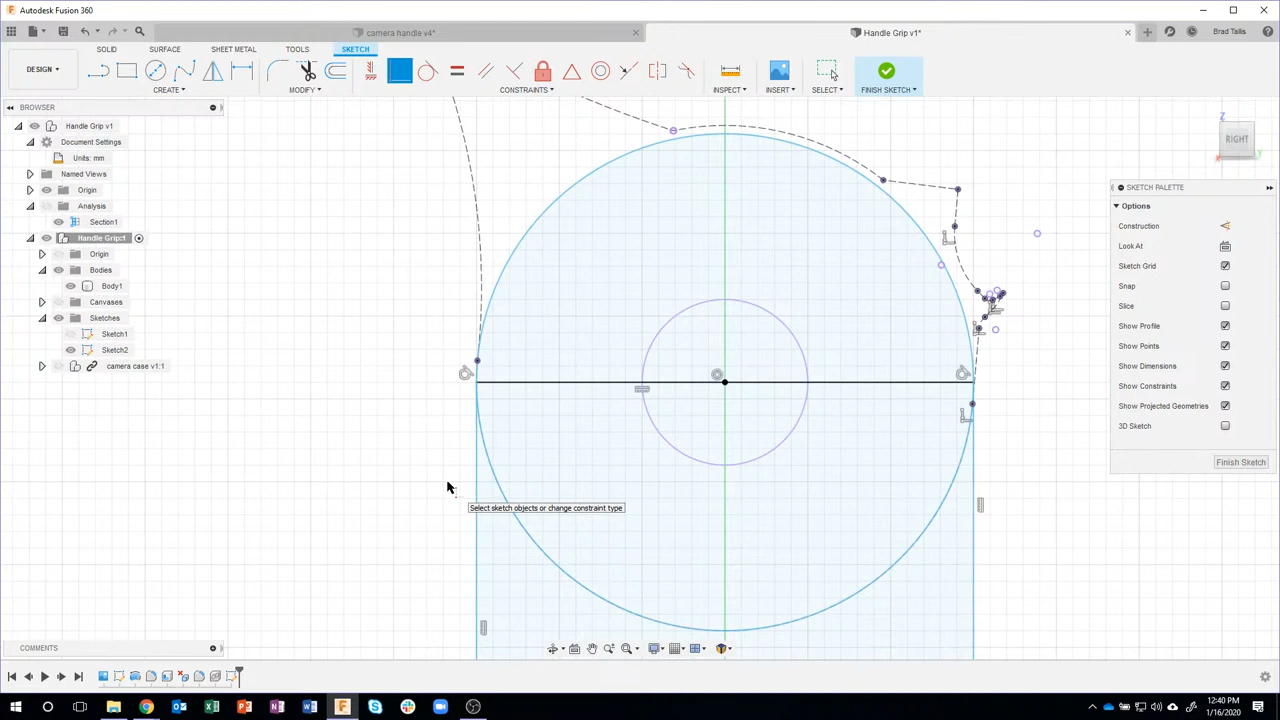 Autodesk Fusion 360
camera handle v4*
Handle Grip v1*
Brad Tallis
SOLID
SURFACE
SHEET METAL
TOOLS
SKETCH
DESIGN
CREATE
MODIFY
CONSTRAINTS
INSPECT
INSERT
SELECT
FINISH SKETCH
BROWSER
Handle Grip v1
Document Settings
Units: mm
Named Views
Origin
Analysis
Section1
Handle Grip:1
Origin
Bodies
Body1
Canvases
Sketches
Sketch1
Sketch2
camera case v1:1
Z
RIGHT
X
Y
SKETCH PALETTE
Options
Construction
Look At
Sketch Grid
Snap
Slice
Show Profile
Show Points
Show Dimensions
Show Constraints
Show Projected Geometries
3D Sketch
Finish Sketch
Select sketch objects or change constraint type
COMMENTS
12:40 PM
1/16/2020